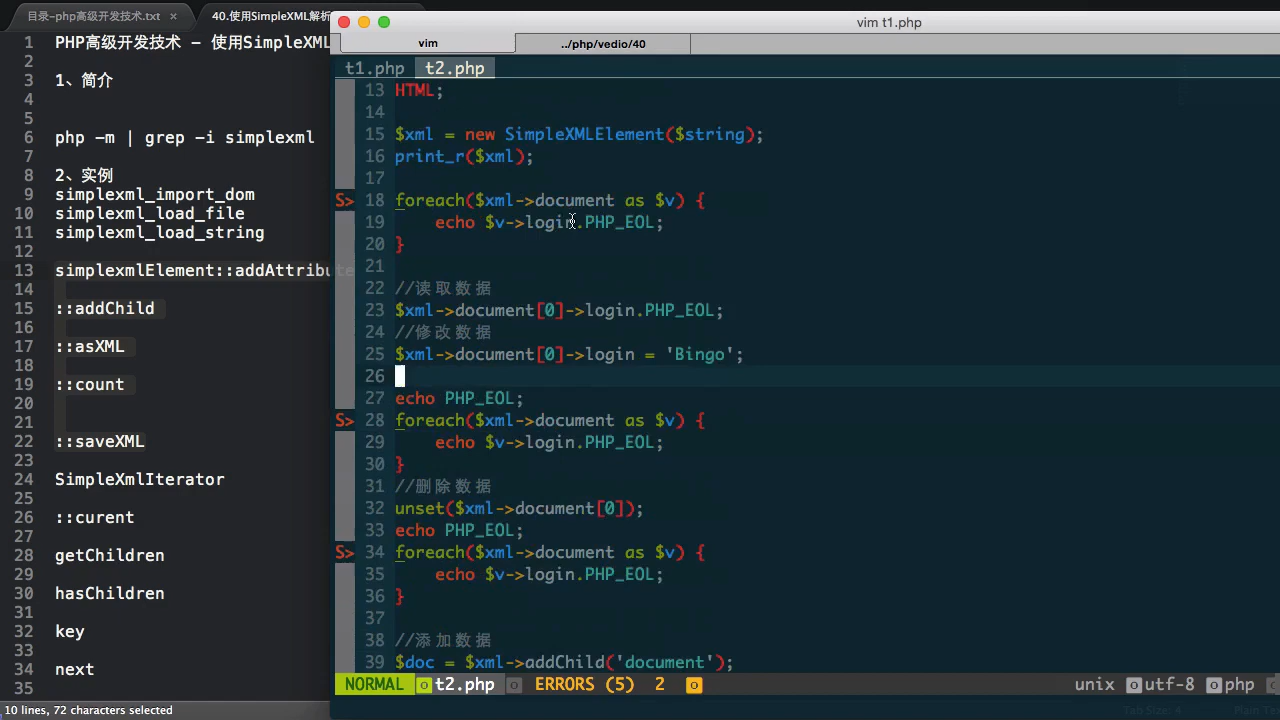 目录-php高级开发技术.txt ×
40.使用SimpleXML解析
1 PHP高级开发技术 - 使用SimpleXML
2
3 1、简介
4
5
6 php -m | grep -i simplexml
7
8 2、实例
9 simplexml_import_dom
10 simplexml_load_file
11 simplexml_load_string
12
13 simplexmlElement::addAttribute
14
15 ::addChild
16
17 ::asXML
18
19 ::count
20
21
22 ::saveXML
23
24 SimpleXmlIterator
25
26 ::curent
27
28 getChildren
29
30 hasChildren
31
32 key
33
34 next
35
10 lines, 72 characters selected
vim t1.php
vim
../php/vedio/40
t1.php t2.php
13 HTML;
14
15 $xml = new SimpleXMLElement($string);
16 print_r($xml);
17
S> 18 foreach($xml->document as $v) {
19 echo $v->login.PHP_EOL;
20 }
21
22 //读取数据
23 $xml->document[0]->login.PHP_EOL;
24 //修改数据
25 $xml->document[0]->login = 'Bingo';
26
27 echo PHP_EOL;
S> 28 foreach($xml->document as $v) {
29 echo $v->login.PHP_EOL;
30 }
31 //删除数据
32 unset($xml->document[0]);
33 echo PHP_EOL;
S> 34 foreach($xml->document as $v) {
35 echo $v->login.PHP_EOL;
36 }
37
38 //添加数据
39 $doc = $xml->addChild('document');
NORMAL t2.php ERRORS (5) 2 unix utf-8 php
Tab Size: 4 Plain Tex